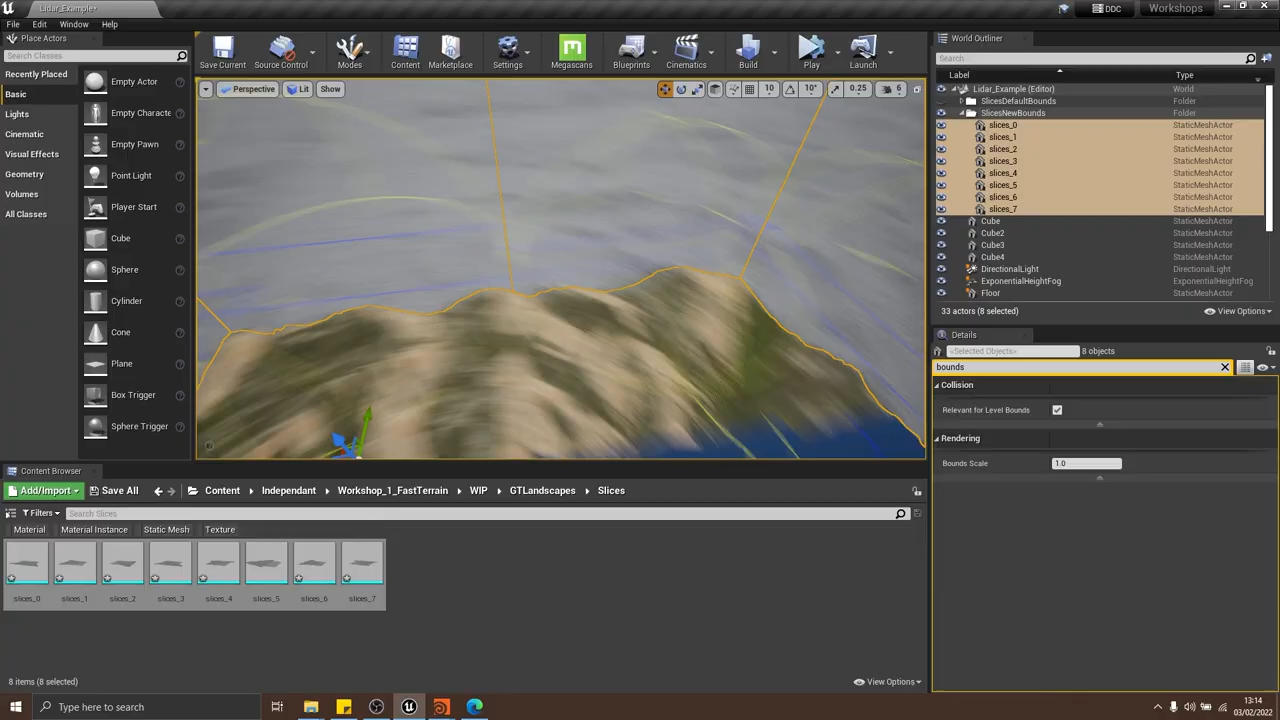 Lidar_Example*
DDC
Workshops
File
Edit
Window
Help
Place Actors
Search Classes
Recently Placed
Basic
Lights
Cinematic
Visual Effects
Geometry
Volumes
All Classes
Empty Actor
Empty Characte
Empty Pawn
Point Light
Player Start
Cube
Sphere
Cylinder
Cone
Plane
Box Trigger
Sphere Trigger
Save Current
Source Control
Modes
Content
Marketplace
Settings
Megascans
Blueprints
Cinematics
Build
Play
Launch
Perspective
Lit
Show
10
10°
0.25
6
World Outliner
Search
Label
Type
Lidar_Example (Editor)
World
SlicesDefaultBounds
Folder
SlicesNewBounds
Folder
slices_0
StaticMeshActor
slices_1
StaticMeshActor
slices_2
StaticMeshActor
slices_3
StaticMeshActor
slices_4
StaticMeshActor
slices_5
StaticMeshActor
slices_6
StaticMeshActor
slices_7
StaticMeshActor
Cube
StaticMeshActor
Cube2
StaticMeshActor
Cube3
StaticMeshActor
Cube4
StaticMeshActor
DirectionalLight
DirectionalLight
ExponentialHeightFog
ExponentialHeightFog
Floor
StaticMeshActor
33 actors (8 selected)
View Options
Details
<Selected Objects>
8 objects
bounds
Collision
Relevant for Level Bounds
Rendering
Bounds Scale
1.0
Content Browser
Add/Import
Save All
Content
Independant
Workshop_1_FastTerrain
WIP
GTLandscapes
Slices
Filters
Search Slices
Material
Material Instance
Static Mesh
Texture
slices_0
slices_1
slices_2
slices_3
slices_4
slices_5
slices_6
slices_7
8 items (8 selected)
View Options
Type here to search
13:14
03/02/2022